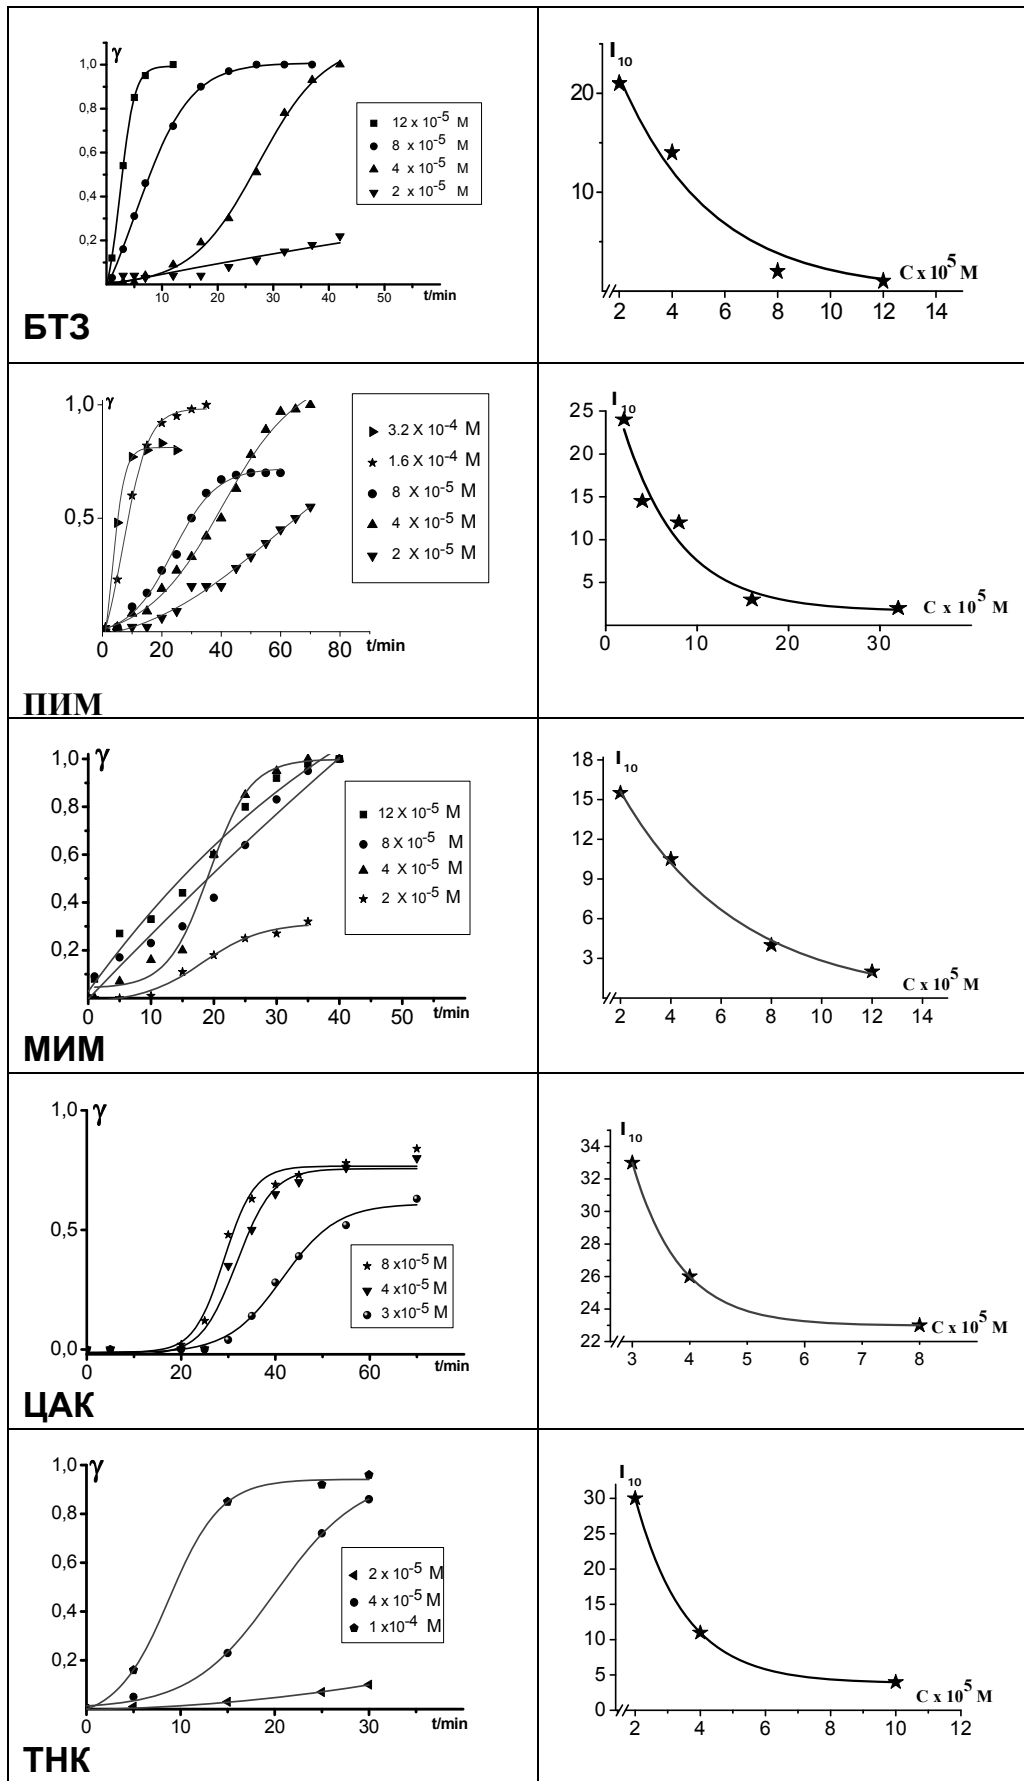 γ
1,0
0,8
0,6
0,4
0,2
10 20 30 40 50
t/min
12 x 10-5 M
8 x 10-5 M
4 x 10-5 M
2 x 10-5 M
БТЗ
I10
20
10
C x 105 M
2 4 6 8 10 12 14
γ
1,0
0,5
0 20 40 60 80
t/min
3.2 X 10-4 M
1.6 X 10-4 M
8 X 10-5 M
4 X 10-5 M
2 X 10-5 M
ПИМ
I10
25
20
15
10
5
C x 105 M
0 10 20 30
γ
1,0
0,8
0,6
0,4
0,2
0 10 20 30 40 50
t/min
12 X 10-5 M
8 X 10-5 M
4 X 10-5 M
2 X 10-5 M
МИМ
I10
18
15
12
9
6
3
C x 105 M
2 4 6 8 10 12 14
γ
1,0
0,5
0,0
0 20 40 60
t/min
8 x10-5 M
4 x10-5 M
3 x10-5 M
ЦАК
I10
34
32
30
28
26
24
22
C x 105 M
3 4 5 6 7 8
γ
1,0
0,8
0,6
0,4
0,2
0 10 20 30
t/min
2 x 10-5 M
4 x 10-5 M
1 x10-4 M
ТНК
I10
30
25
20
15
10
5
0
C x 105 M
2 4 6 8 10 12